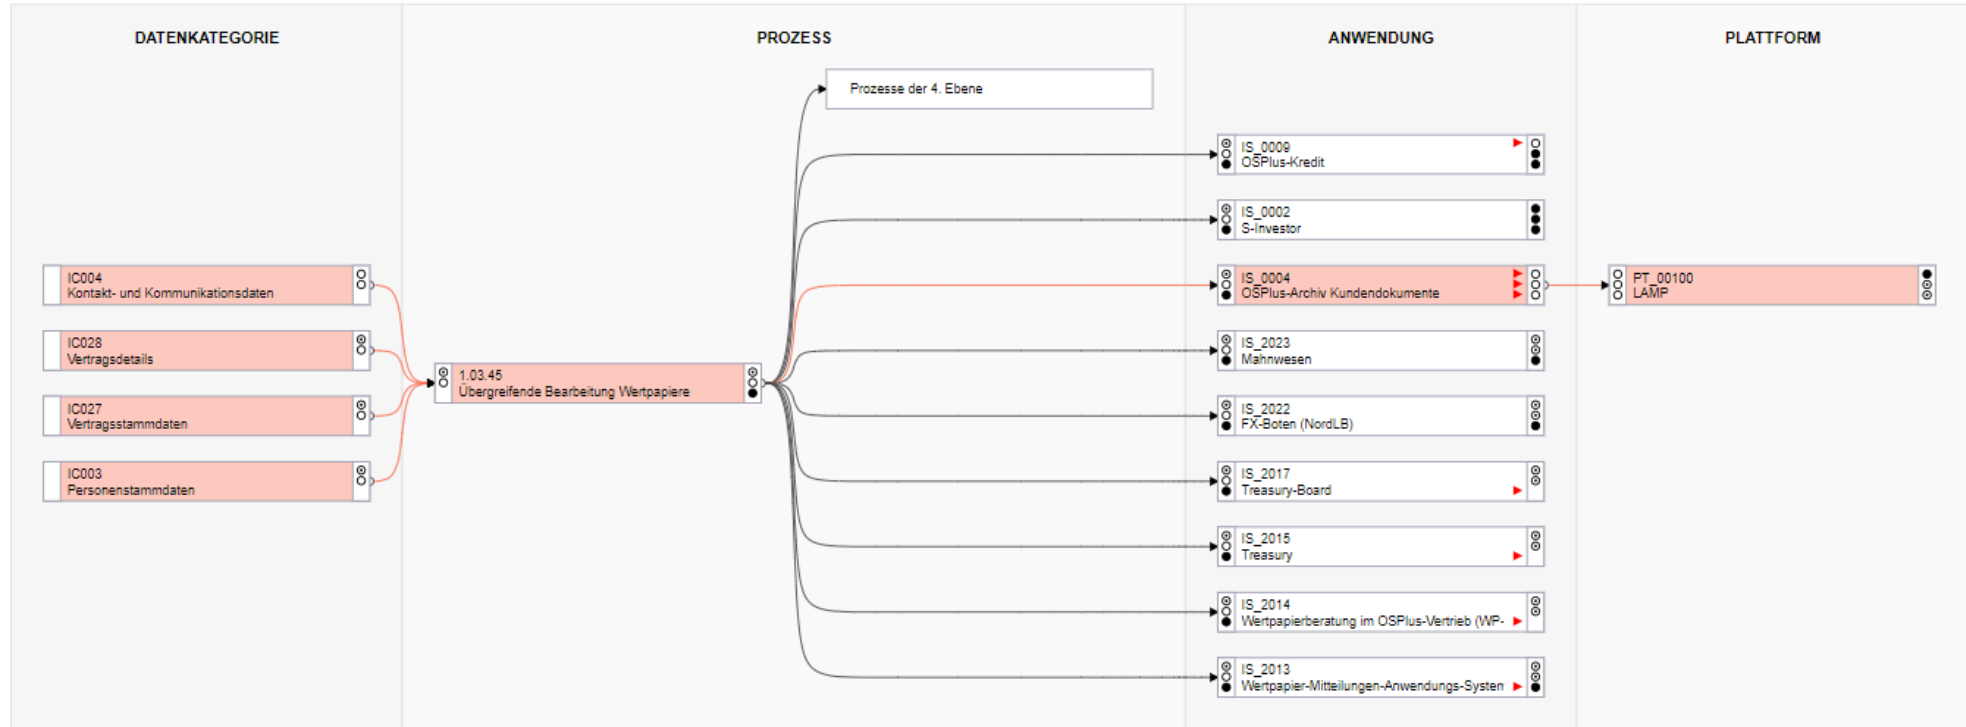 DATENKATEGORIE
PROZESS
ANWENDUNG
PLATTFORM
Prozesse der 4. Ebene
IS_0009
OSPlus-Kredit
IS_0002
S-Investor
IC004
Kontakt- und Kommunikationsdaten
IS_0004
OSPlus-Archiv Kundendokumente
PT_00100
LAMP
IC028
Vertragsdetails
IS_2023
Mahnwesen
1.03.45
Übergreifende Bearbeitung Wertpapiere
IC027
Vertragsstammdaten
IS_2022
FX-Boten (NordLB)
IC003
Personenstammdaten
IS_2017
Treasury-Board
IS_2015
Treasury
IS_2014
Wertpapierberatung im OSPlus-Vertrieb (WP-
IS_2013
Wertpapier-Mitteilungen-Anwendungs-System